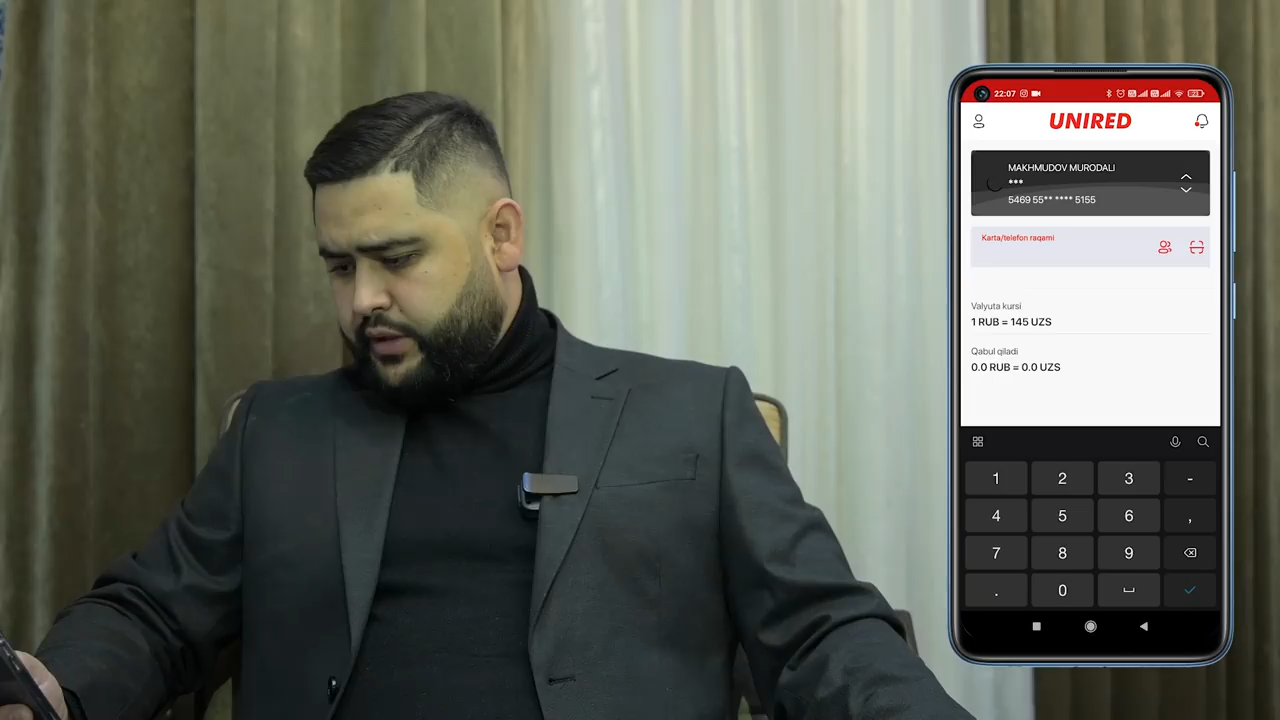 22:07
UNIRED
MAKHMUDOV MURODALI
***
5469 55** **** 5155
Karta/telefon raqami
Valyuta kursi
1 RUB = 145 UZS
Qabul qiladi
0.0 RUB = 0.0 UZS
1 2 3 -
4 5 6 ,
7 8 9
. 0